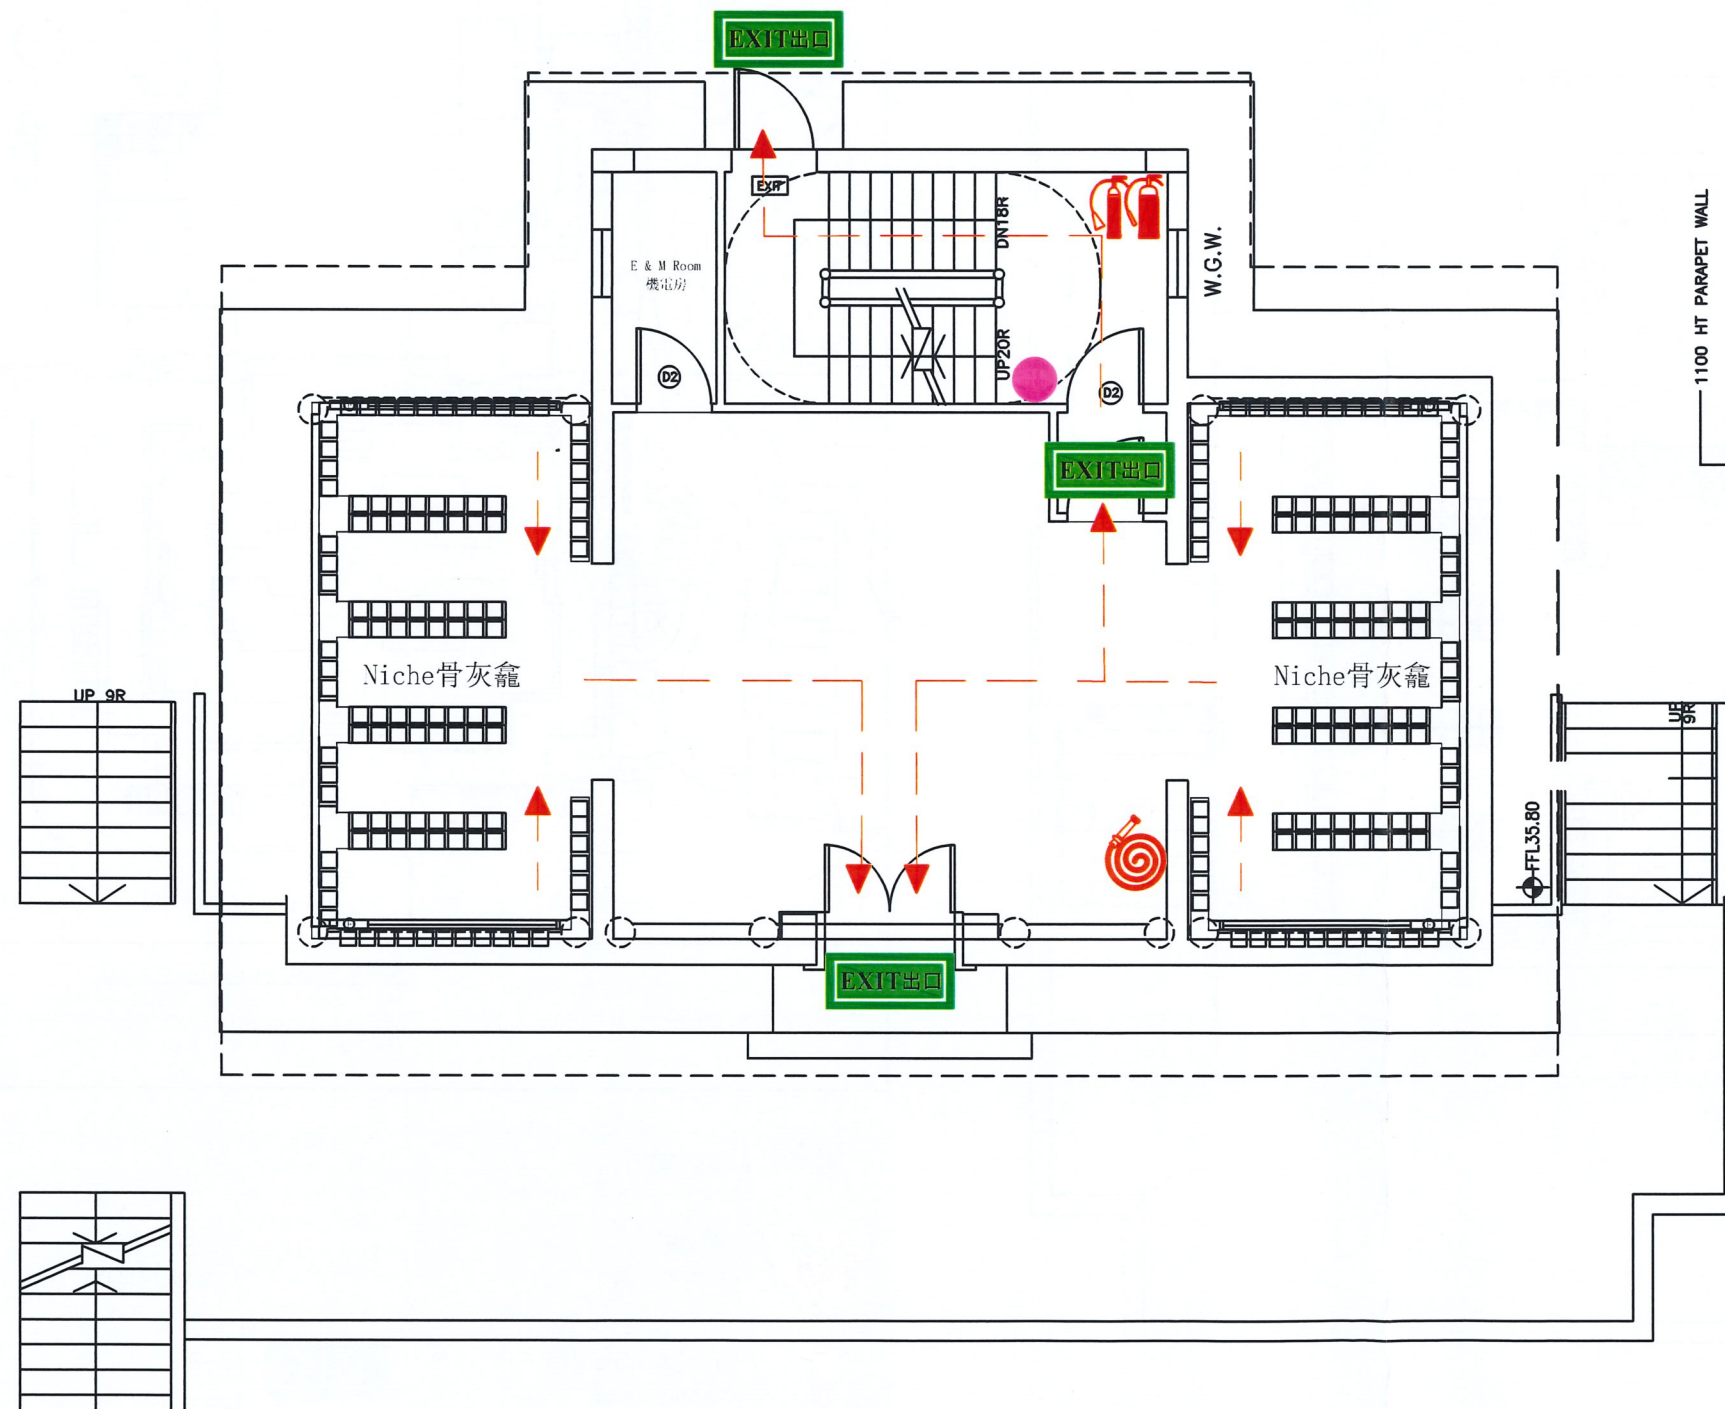 EXIT出口
EXIT
DN18R
W.G.W.
1100 HT PARAPET WALL
E & M Room
機電房
UP20R
D2
D2
EXIT出口
Niche骨灰龕
Niche骨灰龕
UP 9R
UP
9R
FFL35.80
EXIT出口